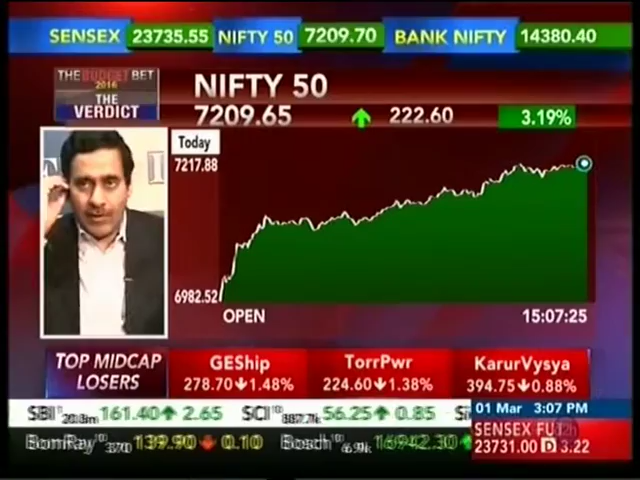 SENSEX 23735.55 NIFTY 50 7209.70 BANK NIFTY 14380.40
THE BUDGET BET
2016
THE
VERDICT
NIFTY 50
7209.65 222.60 3.19%
Today
7217.88
6982.52
OPEN 15:07:25
TOP MIDCAP
LOSERS
GEShip
278.70 1.48%
TorrPwr
224.60 1.38%
KarurVysya
394.75 0.88%
SBI 161.40 2.65 SCI 56.25 0.85
01 Mar 3:07 PM
139.90 0.10 Bosch 16942.30
SENSEX FUT
23731.00 D 3.22